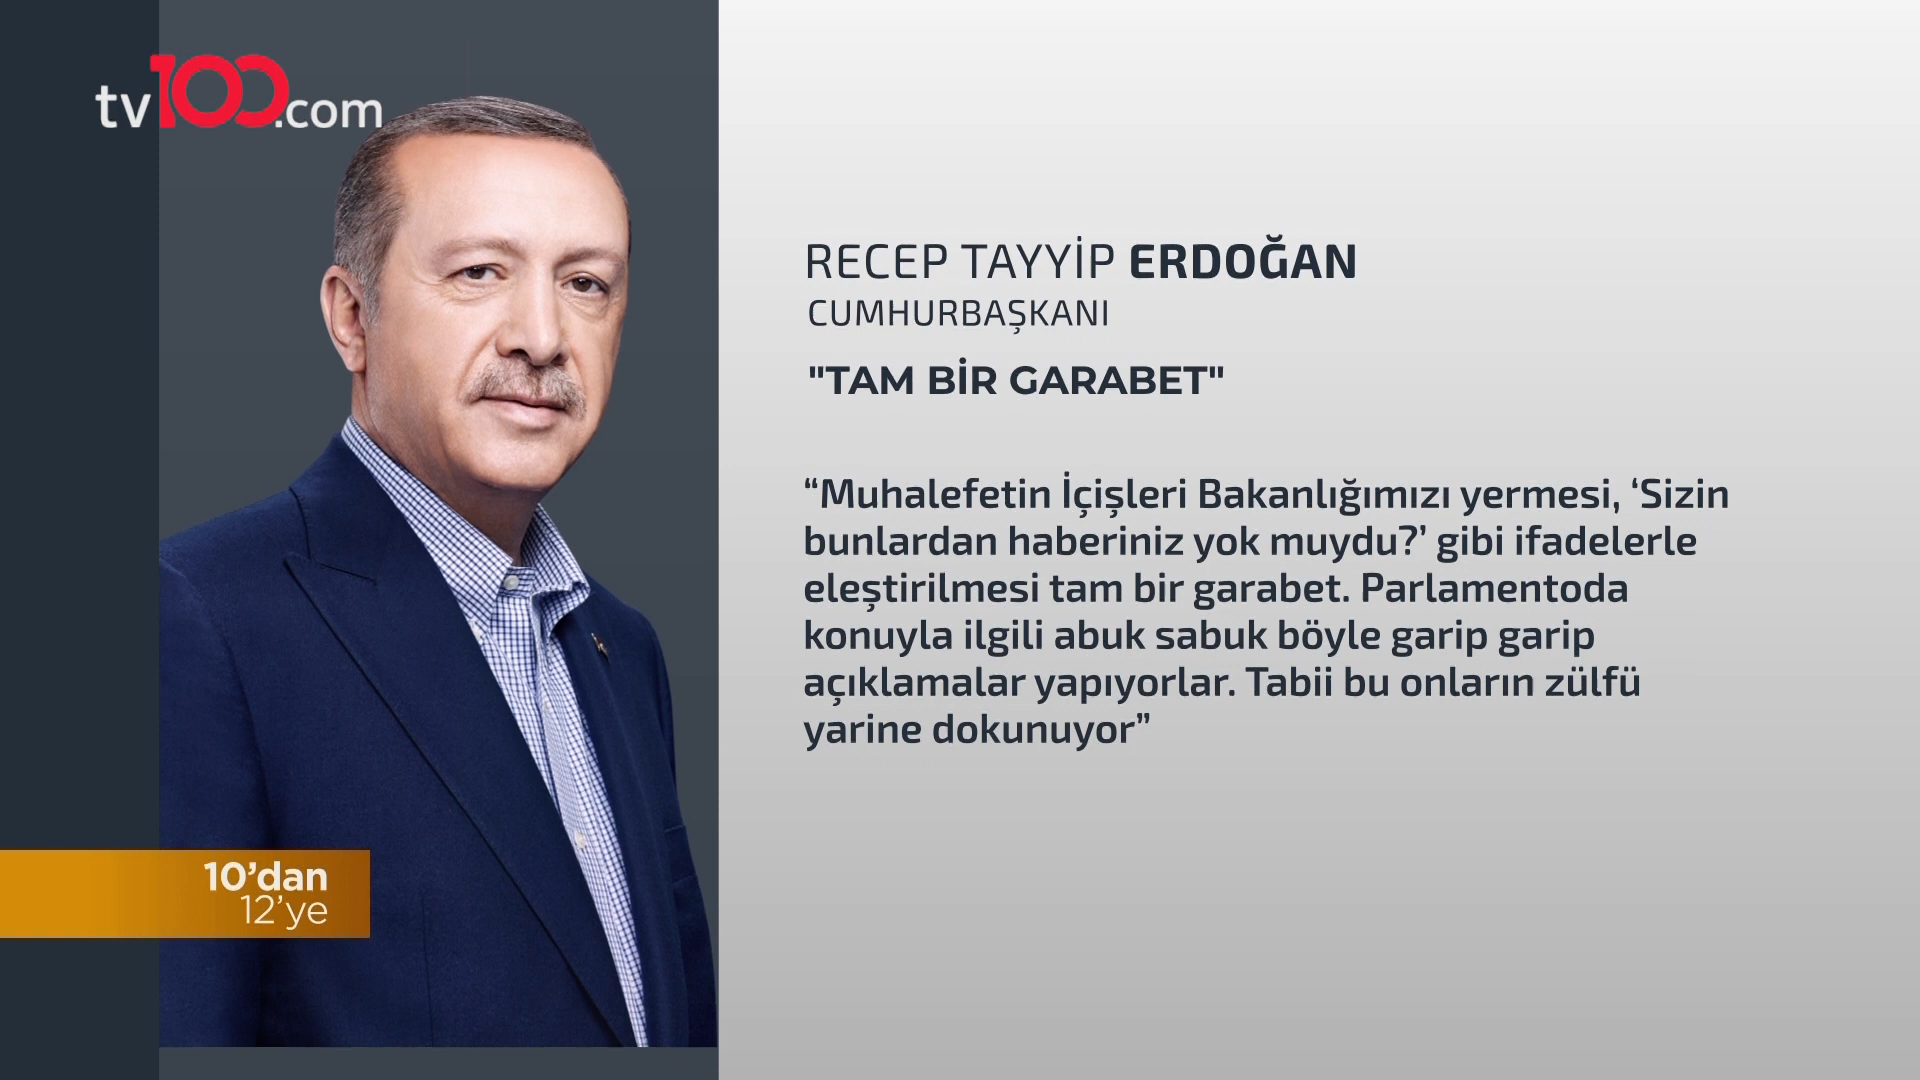 tv100.com
RECEP TAYYİP ERDOĞAN
CUMHURBAŞKANI
"TAM BİR GARABET"
“Muhalefetin İçişleri Bakanlığımızı yermesi, ‘Sizin
bunlardan haberiniz yok muydu?’ gibi ifadelerle
eleştirilmesi tam bir garabet. Parlamentoda
konuyla ilgili abuk sabuk böyle garip garip
açıklamalar yapıyorlar. Tabii bu onların zülfü
yarine dokunuyor”
10’dan
12’ye